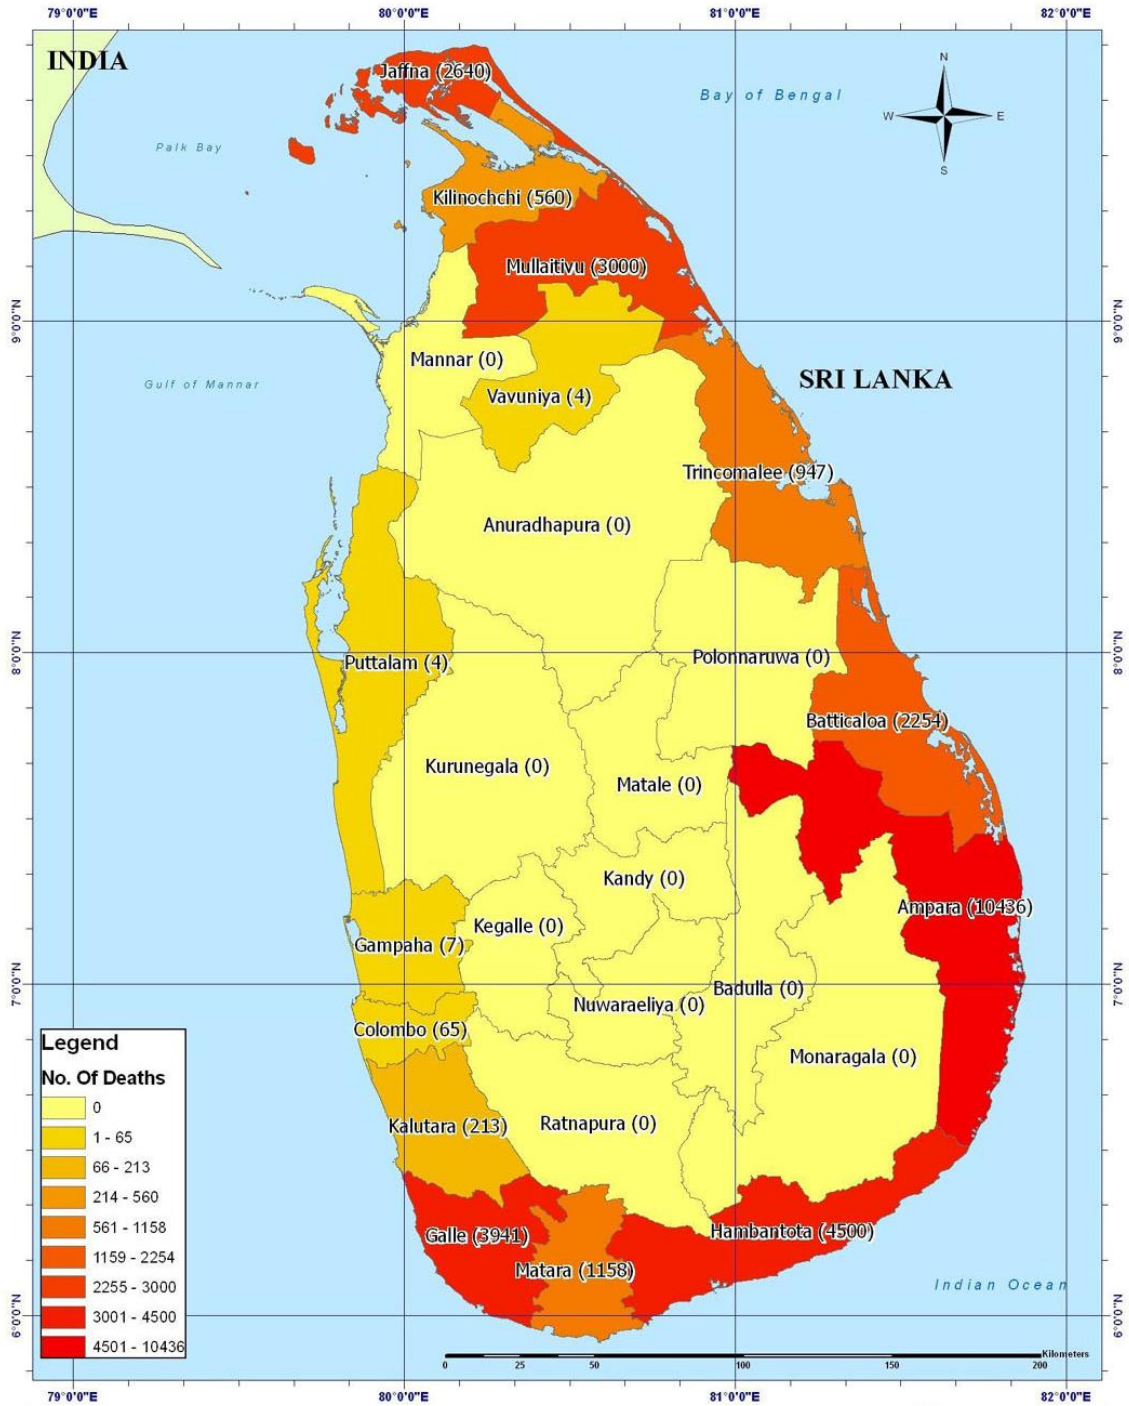 79°0'0"E 80°0'0"E 81°0'0"E 82°0'0"E
INDIA
Jaffna (2640)
Bay of Bengal
N
W E
S
Palk Bay
Kilinochchi (560)
Mullaitivu (3000)
9°0'0"N 9°0'0"N
Mannar (0)
Gulf of Mannar
SRI LANKA
Vavuniya (4)
Trincomalee (947)
Anuradhapura (0)
8°0'0"N 8°0'0"N
Puttalam (4)
Polonnaruwa (0)
Batticaloa (2254)
Kurunegala (0)
Matale (0)
Kandy (0)
Ampara (10436)
Kegalle (0)
Gampaha (7)
7°0'0"N 7°0'0"N
Badulla (0)
Nuwaraeliya (0)
Colombo (65)
Monaragala (0)
Kalutara (213)
Ratnapura (0)
Galle (3941)
Hambantota (4500)
Matara (1158)
Indian Ocean
6°0'0"N 6°0'0"N
Legend
No. Of Deaths
0
1 - 65
66 - 213
214 - 560
561 - 1158
1159 - 2254
2255 - 3000
3001 - 4500
4501 - 10436
Kilometers
0 25 50 100 150 200
79°0'0"E 80°0'0"E 81°0'0"E 82°0'0"E